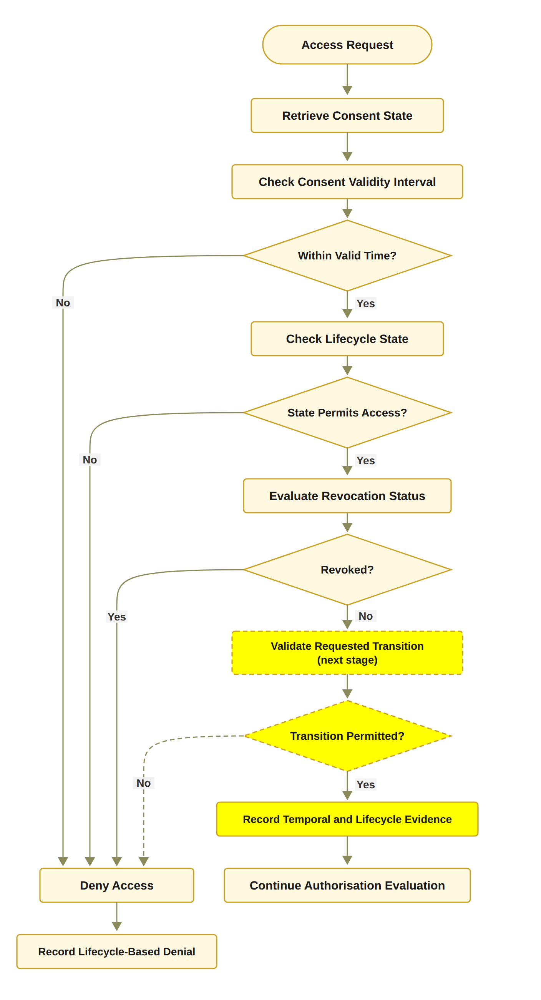 Access Request
Retrieve Consent State
Check Consent Validity Interval
Within Valid Time?
No
Yes
Check Lifecycle State
State Permits Access?
No
Yes
Evaluate Revocation Status
Revoked?
Yes
No
Validate Requested Transition
(next stage)
Transition Permitted?
No
Yes
Record Temporal and Lifecycle Evidence
Deny Access
Continue Authorisation Evaluation
Record Lifecycle-Based Denial